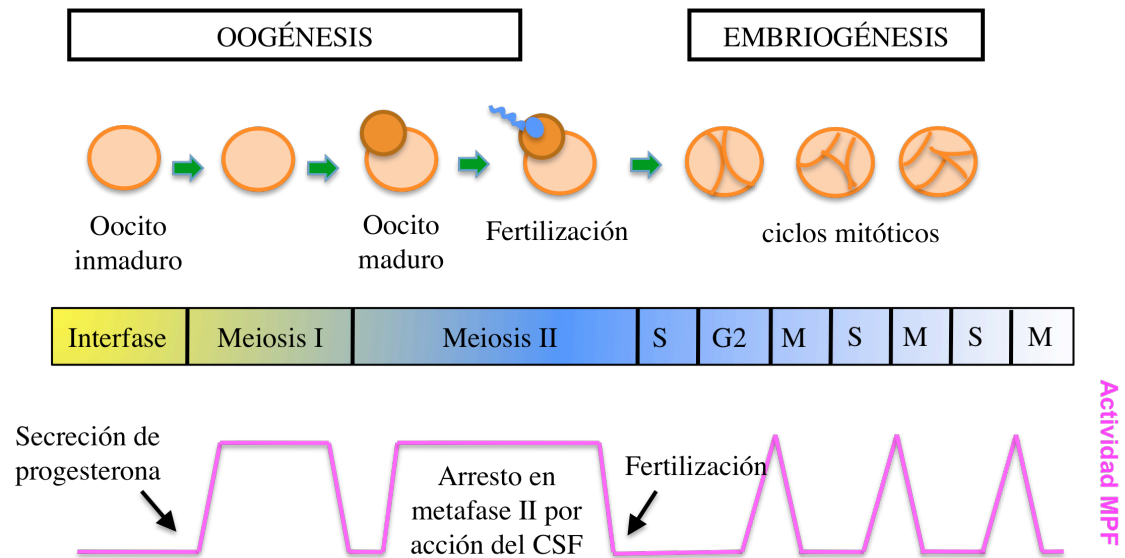 OOGÉNESIS
EMBRIOGÉNESIS
Oocito
inmaduro
Oocito
maduro
Fertilización
ciclos mitóticos
Interfase
Meiosis I
Meiosis II
S
G2
M
S
M
S
M
Secreción de
progesterona
Arresto en
metafase II por
acción del CSF
Fertilización
Actividad MPF